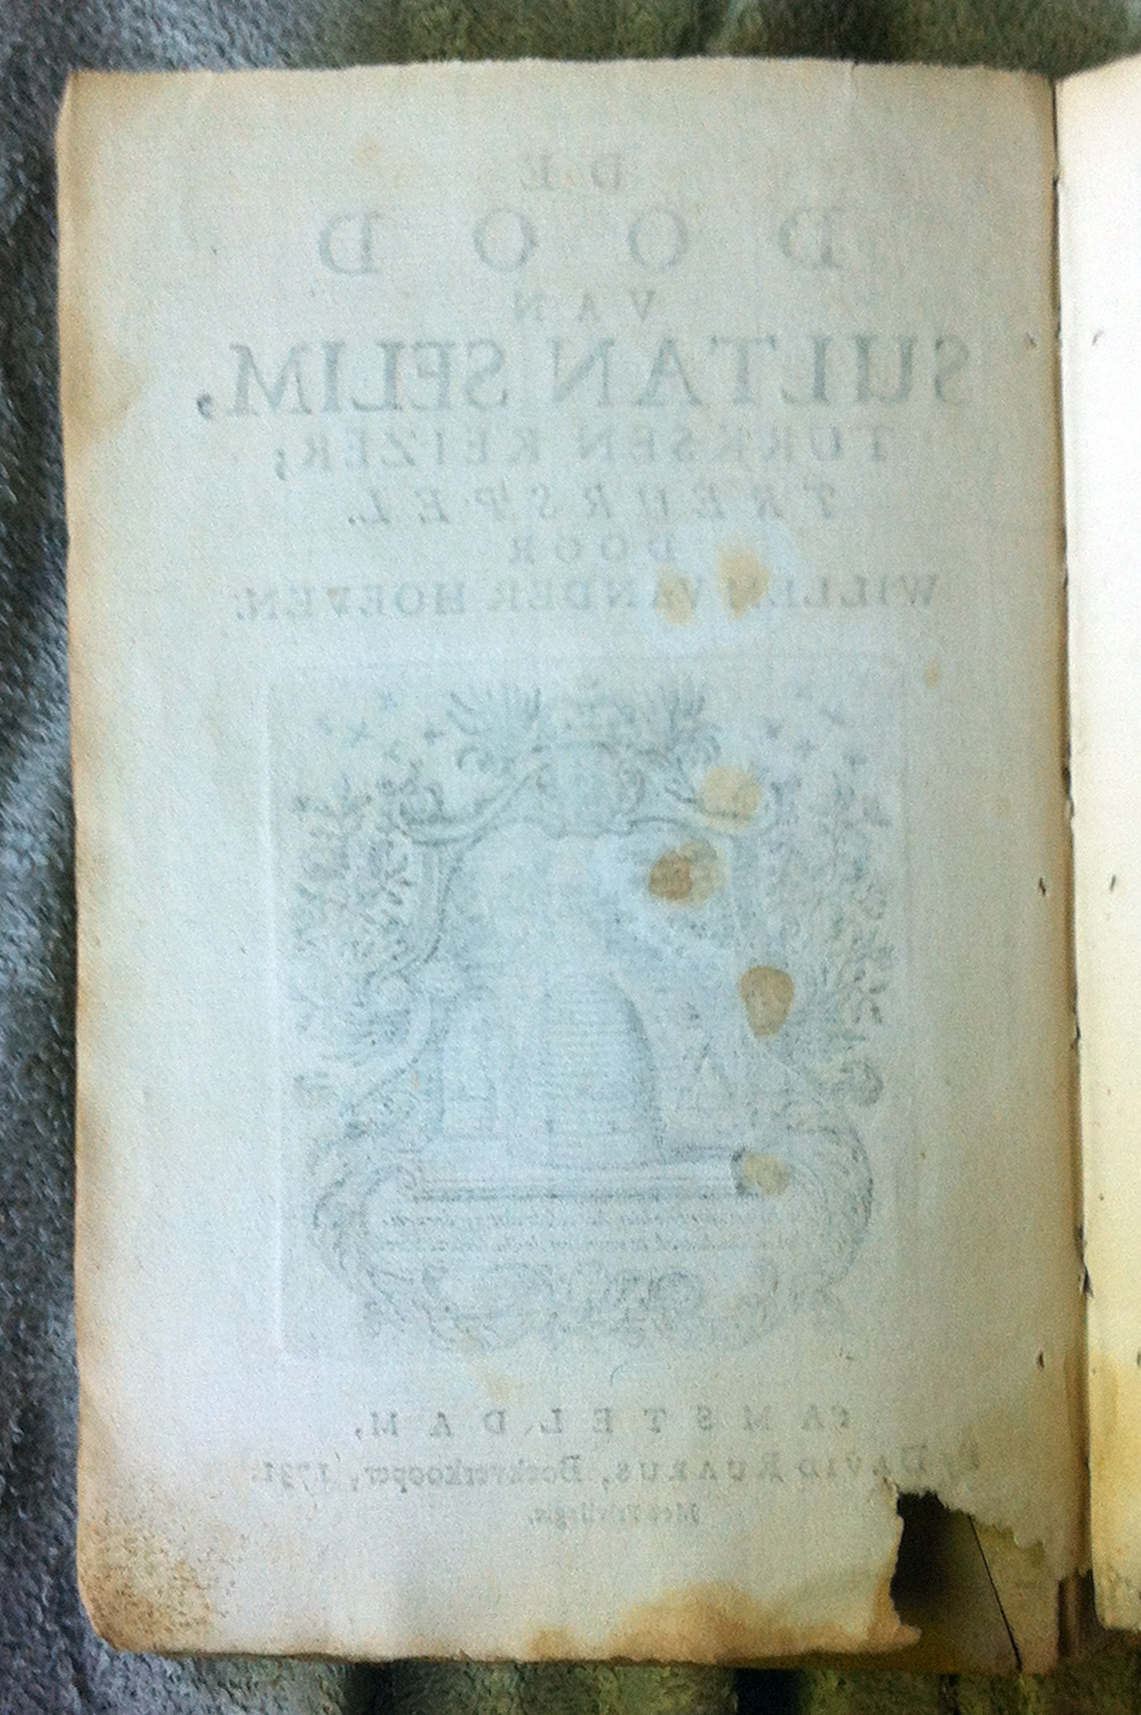 DE
DOOD
VAN
SULTAN SELIM,
TURKSEN KEIZER;
TREURSPEL.
DOOR
WILLEM VANDER HOEVEN.
t'AMSTELDAM,
By DAVID RUARUS, Boekverkooper, 1731.
Met Privilegie.